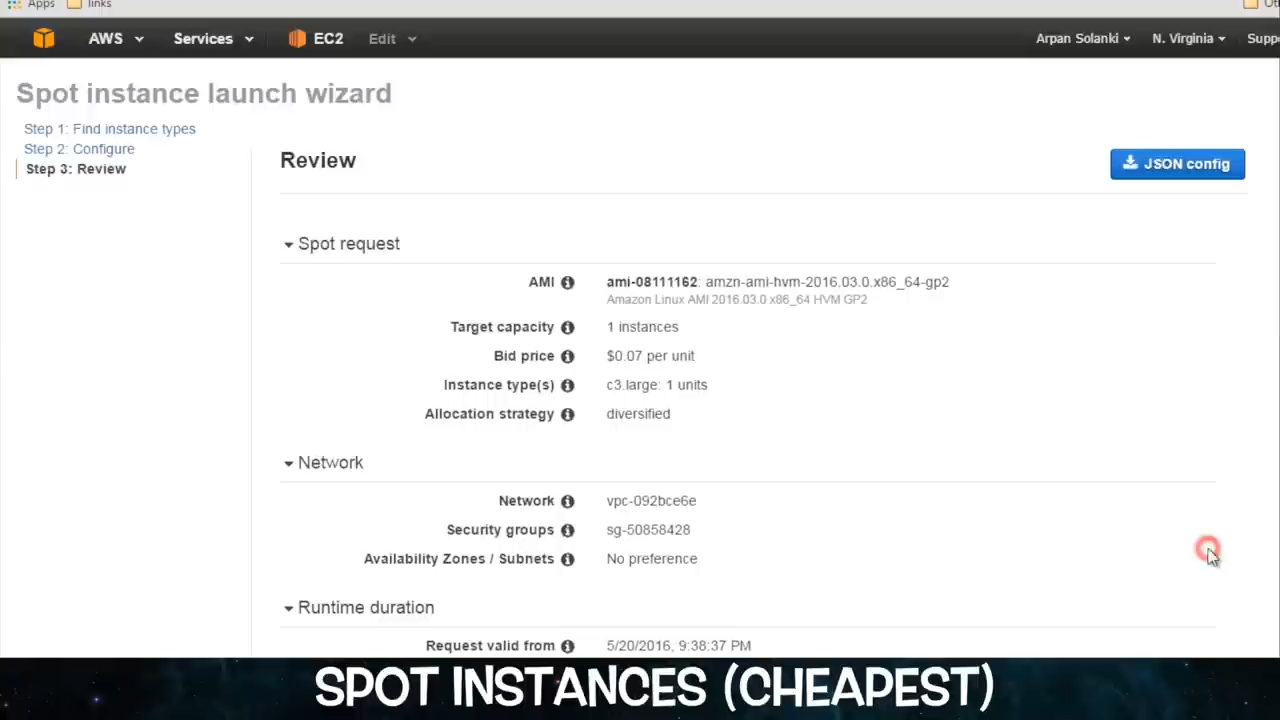 Apps links
AWS Services EC2 Edit Arpan Solanki N. Virginia
Spot instance launch wizard
Step 1: Find instance types
Step 2: Configure
Step 3: Review
Review
JSON config
Spot request
AMI ami-08111162: amzn-ami-hvm-2016.03.0.x86_64-gp2
Amazon Linux AMI 2016.03.0 x86_64 HVM GP2
Target capacity 1 instances
Bid price $0.07 per unit
Instance type(s) c3.large: 1 units
Allocation strategy diversified
Network
Network vpc-092bce6e
Security groups sg-50858428
Availability Zones / Subnets No preference
Runtime duration
Request valid from 5/20/2016, 9:38:37 PM
SPOT INSTANCES (CHEAPEST)